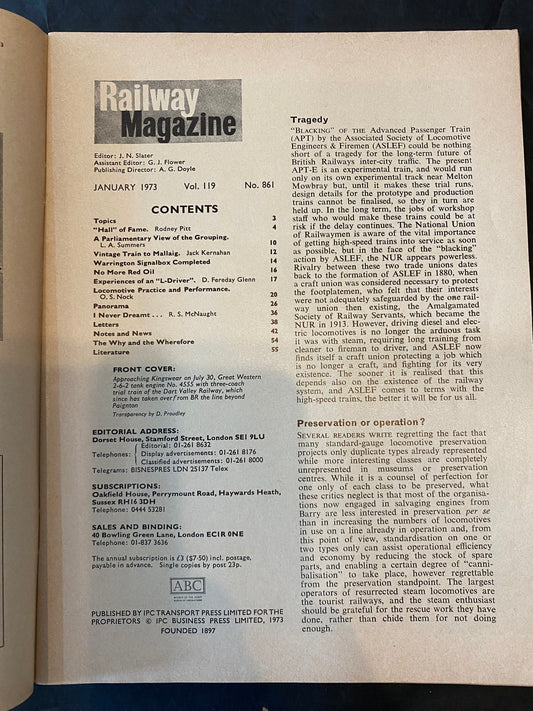 Railway
Magazine
Editor: J. N. Slater
Assistant Editor: G. J. Flower
Publishing Director: A. G. Doyle
JANUARY 1973 Vol. 119 No. 861
CONTENTS
Topics 3
"Hall" of Fame. Rodney Pitt 4
A Parliamentary View of the Grouping.
L. A. Summers 10
Vintage Train to Mallaig. Jack Kernahan 12
Warrington Signalbox Completed 14
No More Red Oil 16
Experiences of an "L-Driver". D. Fereday Glenn 17
Locomotive Practice and Performance.
O. S. Nock 20
Panorama 26
I Never Dreamt . . . R. S. McNaught 36
Letters 38
Notes and News 42
The Why and the Wherefore 54
Literature 55
FRONT COVER:
Approaching Kingswear on July 30, Great Western
2-6-2 tank engine No. 4555 with three-coach
trial train of the Dart Valley Railway, which
since has taken over from BR the line beyond
Paignton
Transparency by D. Proudley
EDITORIAL ADDRESS:
Dorset House, Stamford Street, London SE1 9LU
Telephones: { Editorial: 01-261 8632
Display advertisements: 01-261 8176
Classified advertisements: 01-261 8000
Telegrams: BISNESPRES LDN 25137 Telex
SUBSCRIPTIONS:
Oakfield House, Perrymount Road, Haywards Heath,
Sussex RH16 3DH
Telephone: 0444 53281
SALES AND BINDING:
40 Bowling Green Lane, London EC1R 0NE
Telephone: 01-837 3636
The annual subscription is £3 ($7·50) incl. postage,
payable in advance. Single copies by post 23p.
ABC
PUBLISHED BY IPC TRANSPORT PRESS LIMITED FOR THE
PROPRIETORS © IPC BUSINESS PRESS LIMITED, 1973
FOUNDED 1897
Tragedy
"BLACKING" OF THE Advanced Passenger Train
(APT) by the Associated Society of Locomotive
Engineers & Firemen (ASLEF) could be nothing
short of a tragedy for the long-term future of
British Railways inter-city traffic. The present
APT-E is an experimental train, and would run
only on its own experimental track near Melton
Mowbray but, until it makes these trial runs,
design details for the prototype and production
trains cannot be finalised, so they in turn are
held up. In the long term, the jobs of workshop
staff who would make these trains could be at
risk if the delay continues. The National Union
of Railwaymen is aware of the vital importance
of getting high-speed trains into service as soon
as possible, but in the face of the "blacking"
action by ASLEF, the NUR appears powerless.
Rivalry between these two trade unions dates
back to the formation of ASLEF in 1880, when
a craft union was considered necessary to protect
the footplatemen, who felt that their interests
were not adequately safeguarded by the one rail-
way union then existing, the Amalgamated
Society of Railway Servants, which became the
NUR in 1913. However, driving diesel and elec-
tric locomotives is no longer the arduous task
it was with steam, requiring long training from
cleaner to fireman to driver, and ASLEF now
finds itself a craft union protecting a job which
is no longer a craft, and fighting for its very
existence. The sooner it is realised that this
depends also on the existence of the railway
system, and ASLEF comes to terms with the
high-speed trains, the better it will be for us all.
Preservation or operation?
SEVERAL READERS WRITE regretting the fact that
many standard-gauge locomotive preservation
projects only duplicate types already represented
while more interesting classes are completely
unrepresented in museums or preservation
centres. While it is a counsel of perfection for
one only of each class to be preserved, what
these critics neglect is that most of the organisa-
tions now engaged in salvaging engines from
Barry are less interested in preservation per se
than in increasing the numbers of locomotives
in use on a line already in operation and, from
this point of view, standardisation on one or
two types only can assist operational efficiency
and economy by reducing the stock of spare
parts, and enabling a certain degree of "canni-
balisation" to take place, however regrettable
from the preservation standpoint. The largest
operators of resurrected steam locomotives are
the tourist railways, and the steam enthusiast
should be grateful for the rescue work they have
done, rather than chide them for not doing
enough.